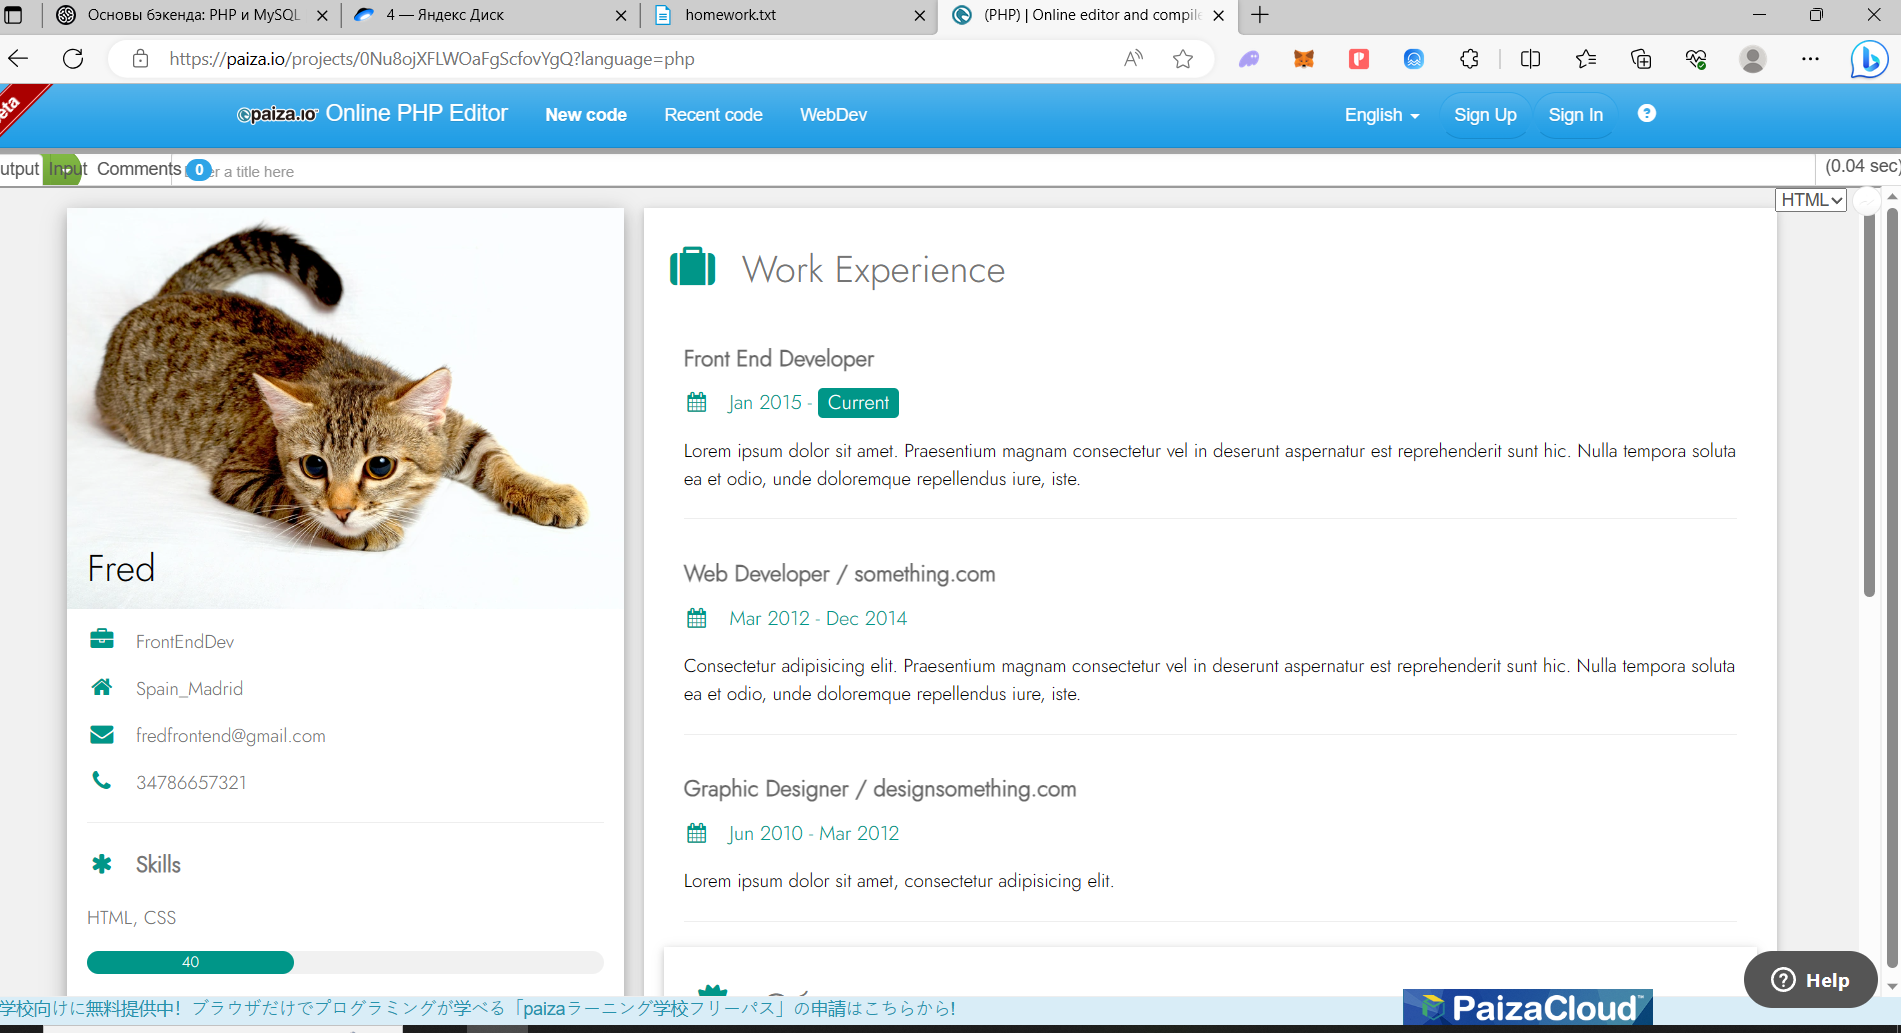 Основы бэкенда: PHP и MySQL
4 — Яндекс Диск
homework.txt
(PHP) | Online editor and compile
https://paiza.io/projects/0Nu8ojXFLWOaFgScfovYgQ?language=php
eta
paiza.io Online PHP Editor
New code
Recent code
WebDev
English
Sign Up
Sign In
utput
Input
Comments
0
r a title here
(0.04 sec)
HTML
Fred
FrontEndDev
Spain_Madrid
fredfrontend@gmail.com
34786657321
Skills
HTML, CSS
40
Work Experience
Front End Developer
Jan 2015 - Current
Lorem ipsum dolor sit amet. Praesentium magnam consectetur vel in deserunt aspernatur est reprehenderit sunt hic. Nulla tempora soluta
ea et odio, unde doloremque repellendus iure, iste.
Web Developer / something.com
Mar 2012 - Dec 2014
Consectetur adipisicing elit. Praesentium magnam consectetur vel in deserunt aspernatur est reprehenderit sunt hic. Nulla tempora soluta
ea et odio, unde doloremque repellendus iure, iste.
Graphic Designer / designsomething.com
Jun 2010 - Mar 2012
Lorem ipsum dolor sit amet, consectetur adipisicing elit.
Help
学校向けに無料提供中！ブラウザだけでプログラミングが学べる「paizaラーニング学校フリーパス」の申請はこちらから!
PaizaCloud